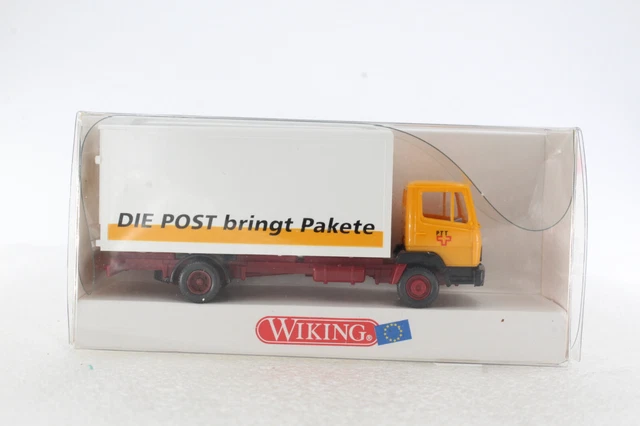 DIE POST bringt Pakete
PTT
WIKING®